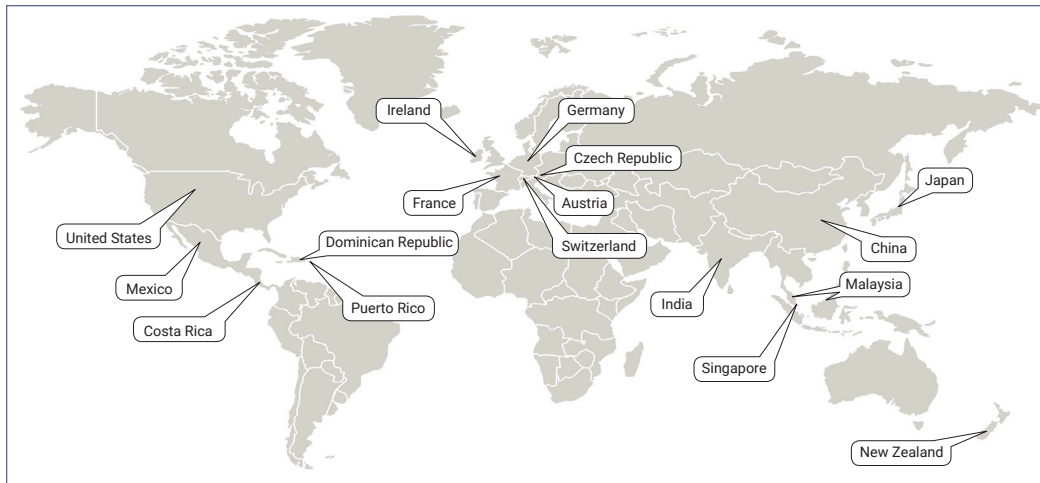 Ireland
Germany
Czech Republic
Japan
France
Austria
United States
Dominican Republic
Switzerland
China
Mexico
Malaysia
Puerto Rico
India
Costa Rica
Singapore
New Zealand